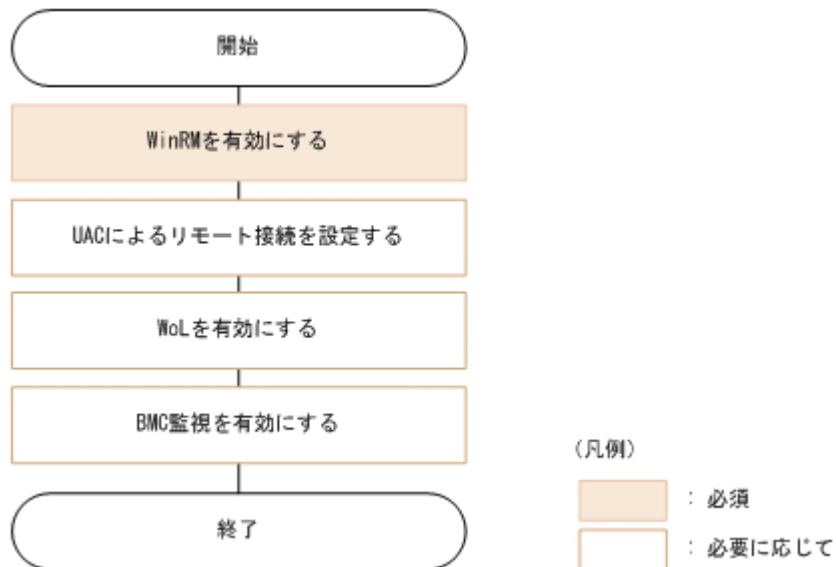 開始
WinRMを有効にする
UACによるリモート接続を設定する
WoLを有効にする
BMC監視を有効にする
終了
(凡例)
: 必須
: 必要に応じて